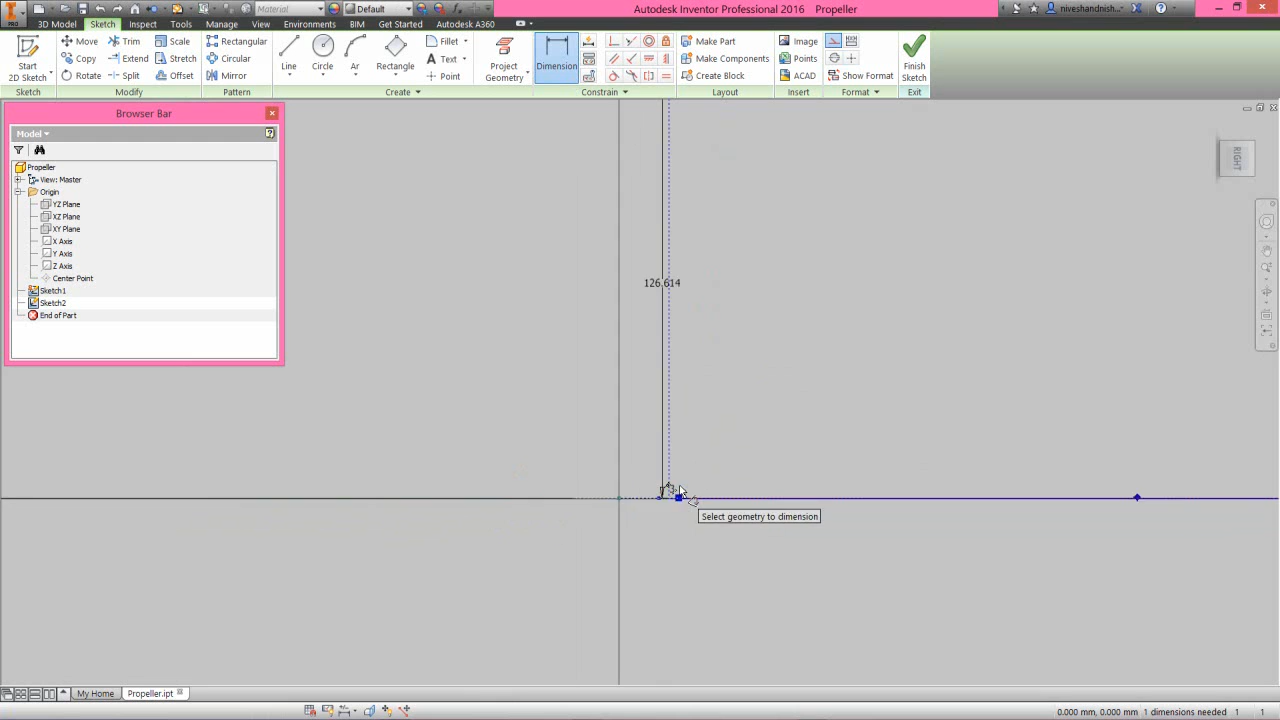 PRO
Material
Default
Autodesk Inventor Professional 2016 Propeller
niveshandnish...
3D Model Sketch Inspect Tools Manage View Environments BIM Get Started Autodesk A360
Start 2D Sketch
Move Trim Scale
Copy Extend Stretch
Rotate Split Offset
Rectangular
Circular
Mirror
Line Circle Arc Rectangle
Fillet
Text
Point
Project Geometry
Dimension
Make Part
Make Components
Create Block
Image
Points
ACAD
Show Format
Finish Sketch
Sketch Modify Pattern Create Constrain Layout Insert Format Exit
Browser Bar
Model
Propeller
View: Master
Origin
YZ Plane
XZ Plane
XY Plane
X Axis
Y Axis
Z Axis
Center Point
Sketch1
Sketch2
End of Part
RIGHT
126.614
Select geometry to dimension
My Home Propeller.ipt
0.000 mm, 0.000 mm 1 dimensions needed 1 1